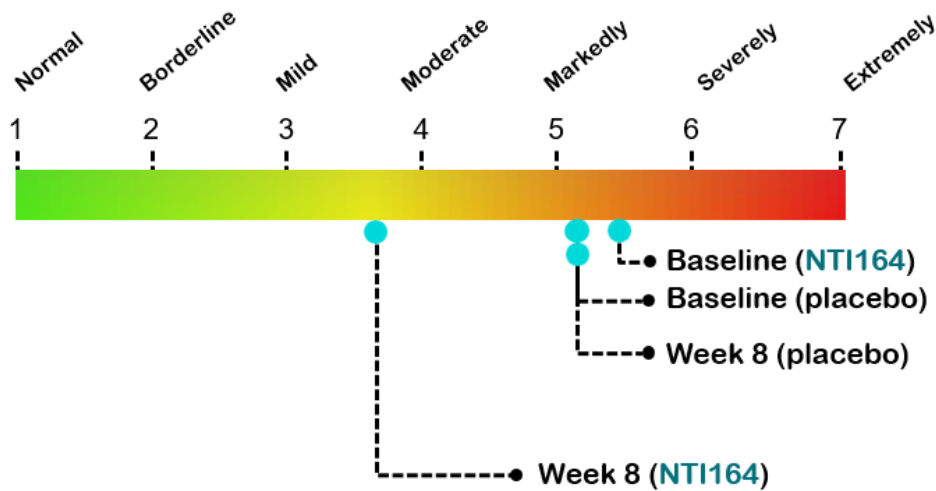 Normal
Borderline
Mild
Moderate
Markedly
Severely
Extremely
1 2 3 4 5 6 7
Baseline (NTI164)
Baseline (placebo)
Week 8 (placebo)
Week 8 (NTI164)